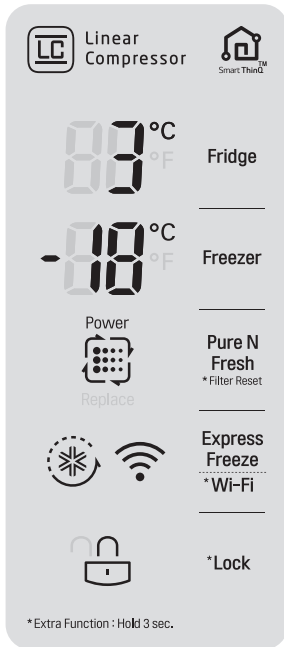 LC Linear
Compressor
Smart ThinQ™
3 °C
°F
Fridge
-18 °C
°F
Freezer
Power
Replace
Pure N
Fresh
* Filter Reset
Express
Freeze
*Wi-Fi
*Lock
*Extra Function : Hold 3 sec.